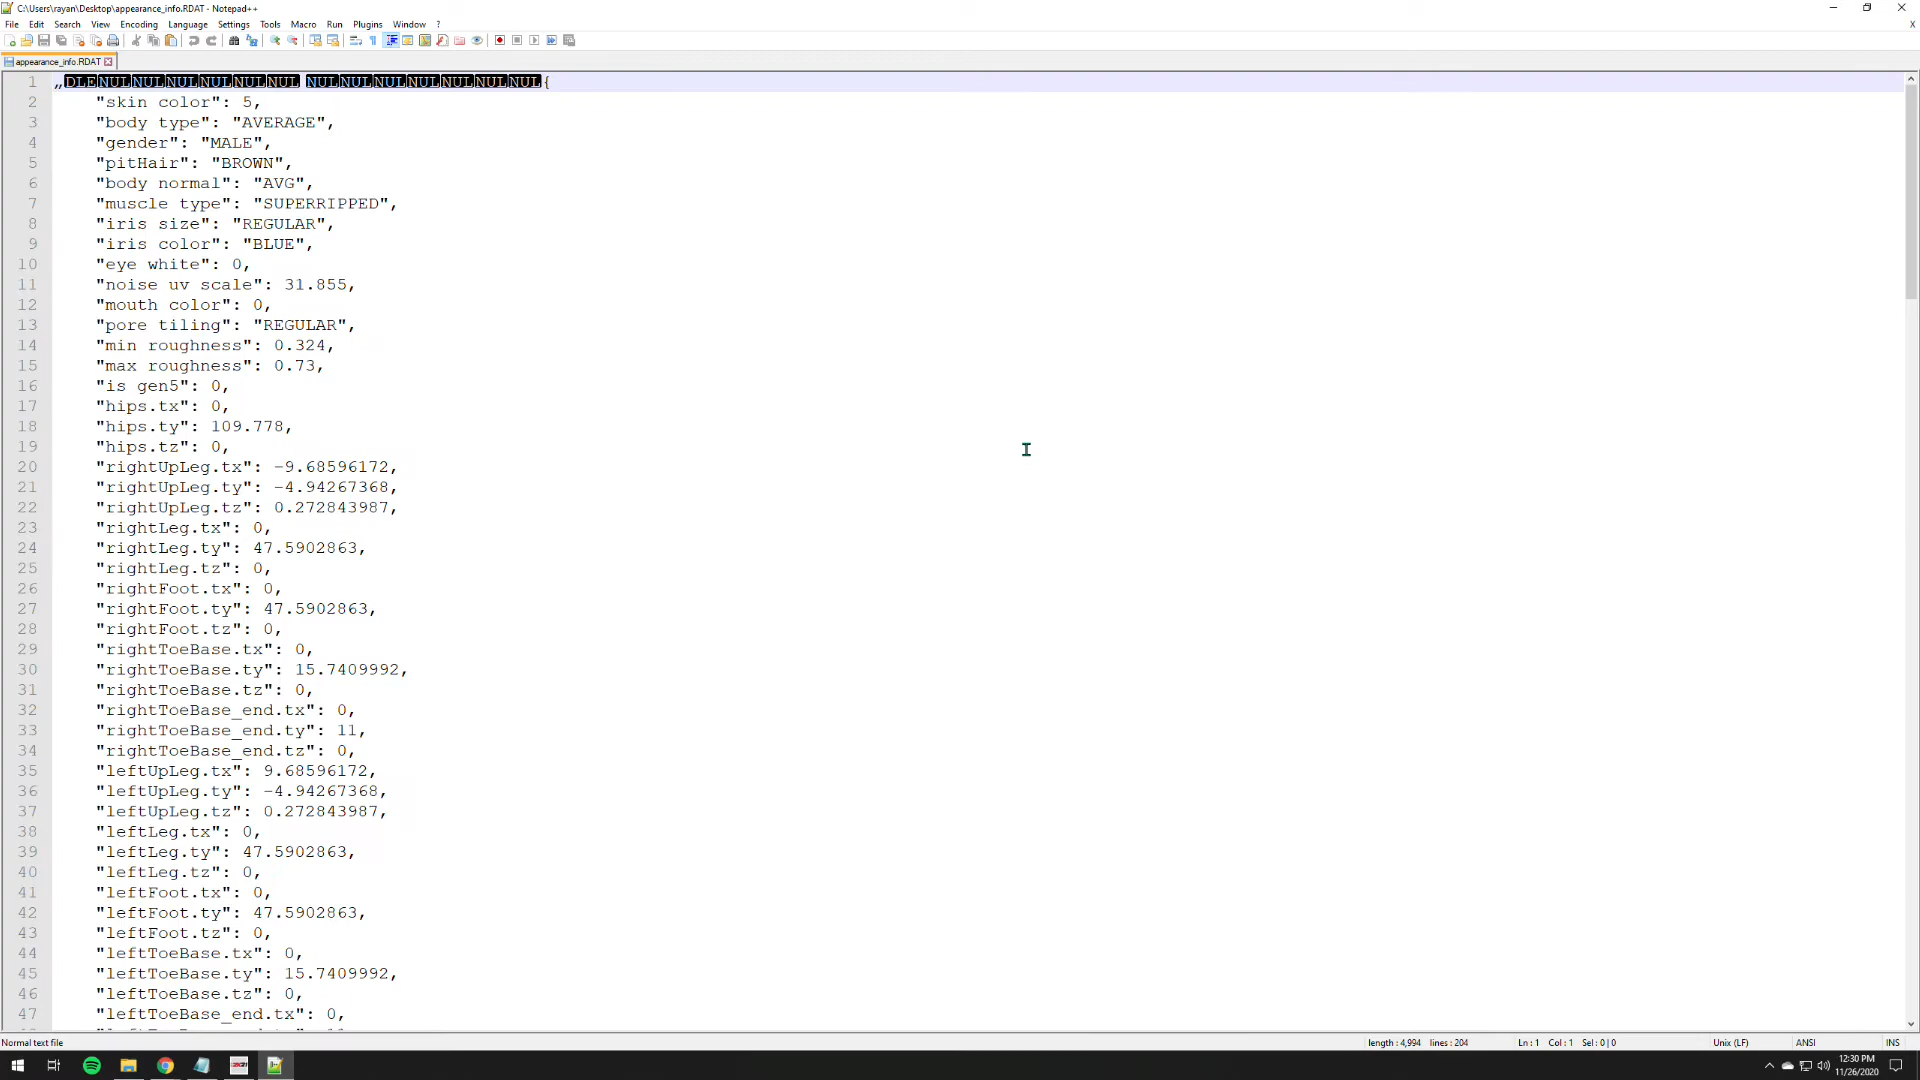 C:\Users\rayan\Desktop\appearance_info.RDAT - Notepad++
File Edit Search View Encoding Language Settings Tools Macro Run Plugins Window ? X
appearance_info.RDAT
1 „DLENULNULNULNULNULNUL NULNULNULNULNULNULNUL{
2 "skin color": 5,
3 "body type": "AVERAGE",
4 "gender": "MALE",
5 "pitHair": "BROWN",
6 "body normal": "AVG",
7 "muscle type": "SUPERRIPPED",
8 "iris size": "REGULAR",
9 "iris color": "BLUE",
10 "eye white": 0,
11 "noise uv scale": 31.855,
12 "mouth color": 0,
13 "pore tiling": "REGULAR",
14 "min roughness": 0.324,
15 "max roughness": 0.73,
16 "is gen5": 0,
17 "hips.tx": 0,
18 "hips.ty": 109.778,
19 "hips.tz": 0,
20 "rightUpLeg.tx": -9.68596172,
21 "rightUpLeg.ty": -4.94267368,
22 "rightUpLeg.tz": 0.272843987,
23 "rightLeg.tx": 0,
24 "rightLeg.ty": 47.5902863,
25 "rightLeg.tz": 0,
26 "rightFoot.tx": 0,
27 "rightFoot.ty": 47.5902863,
28 "rightFoot.tz": 0,
29 "rightToeBase.tx": 0,
30 "rightToeBase.ty": 15.7409992,
31 "rightToeBase.tz": 0,
32 "rightToeBase_end.tx": 0,
33 "rightToeBase_end.ty": 11,
34 "rightToeBase_end.tz": 0,
35 "leftUpLeg.tx": 9.68596172,
36 "leftUpLeg.ty": -4.94267368,
37 "leftUpLeg.tz": 0.272843987,
38 "leftLeg.tx": 0,
39 "leftLeg.ty": 47.5902863,
40 "leftLeg.tz": 0,
41 "leftFoot.tx": 0,
42 "leftFoot.ty": 47.5902863,
43 "leftFoot.tz": 0,
44 "leftToeBase.tx": 0,
45 "leftToeBase.ty": 15.7409992,
46 "leftToeBase.tz": 0,
47 "leftToeBase_end.tx": 0,
Normal text file length : 4,994 lines : 204 Ln : 1 Col : 1 Sel : 0 | 0 Unix (LF) ANSI INS
12:30 PM
11/26/2020